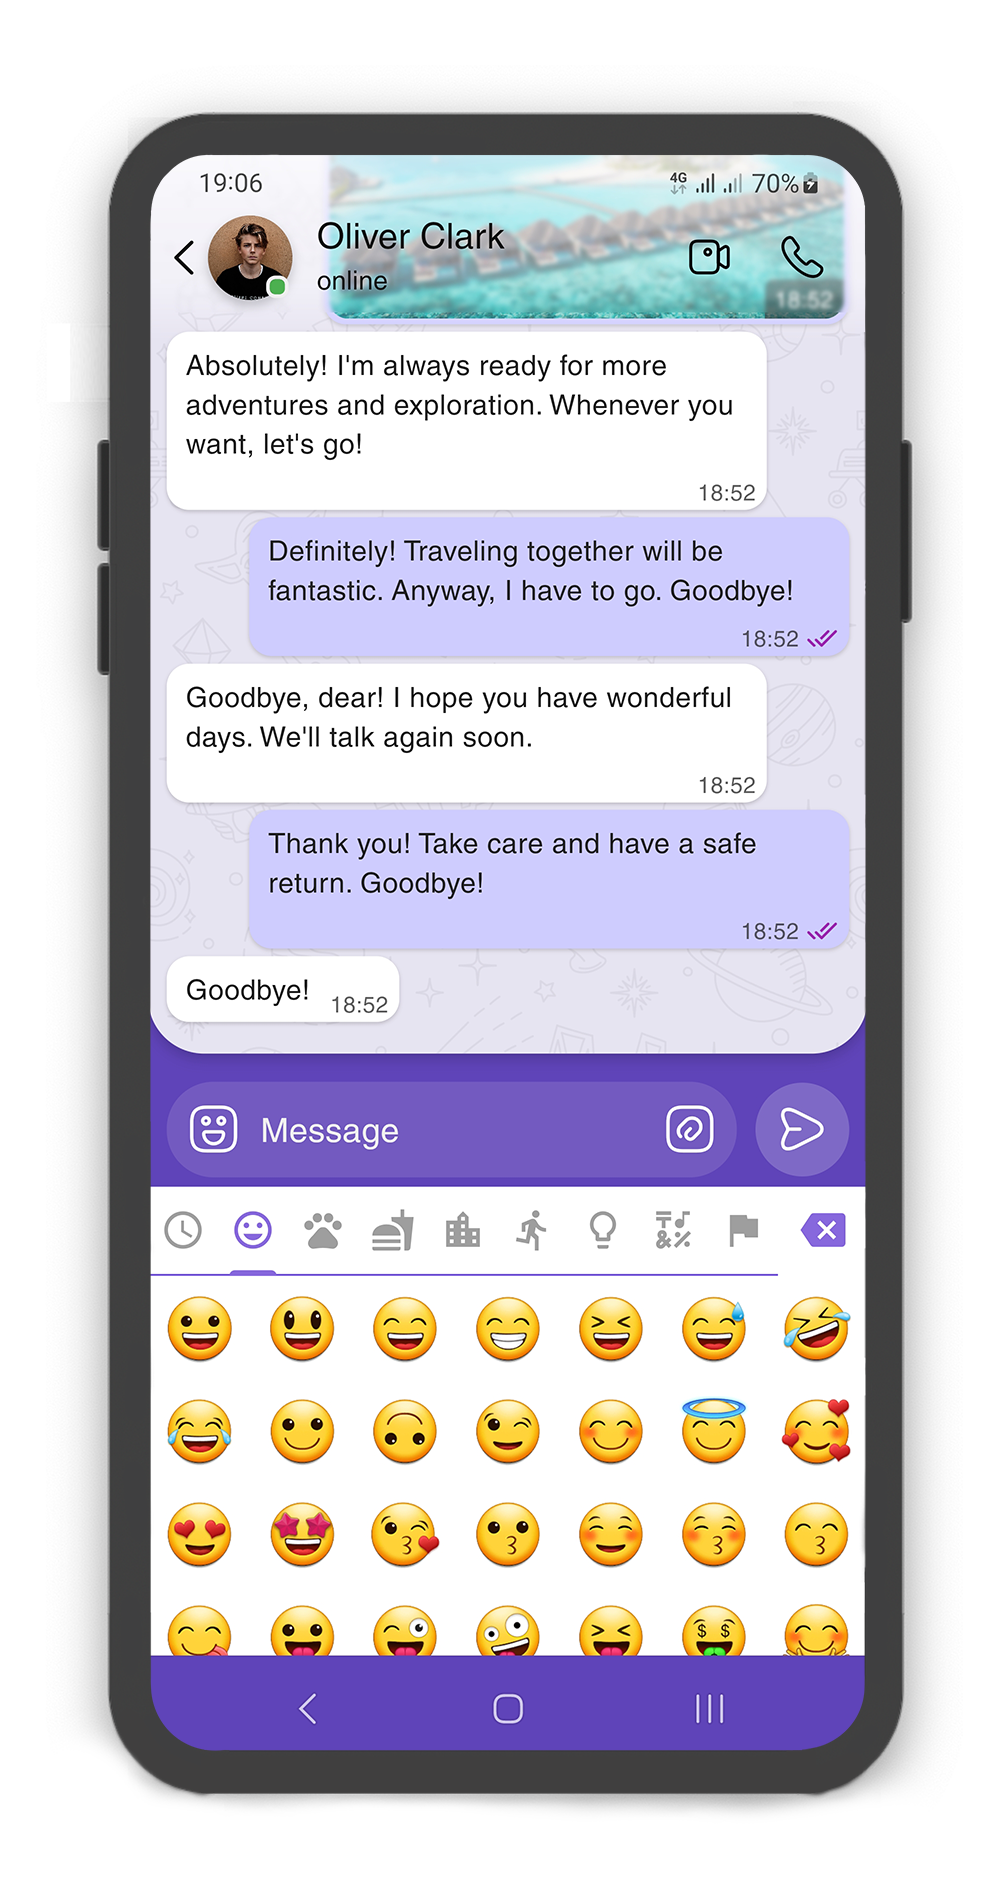 19:06
4G
70%
Oliver Clark
online
18:52
Absolutely! I'm always ready for more
adventures and exploration. Whenever you
want, let's go!
18:52
Definitely! Traveling together will be
fantastic. Anyway, I have to go. Goodbye!
18:52
Goodbye, dear! I hope you have wonderful
days. We'll talk again soon.
18:52
Thank you! Take care and have a safe
return. Goodbye!
18:52
Goodbye!
18:52
Message